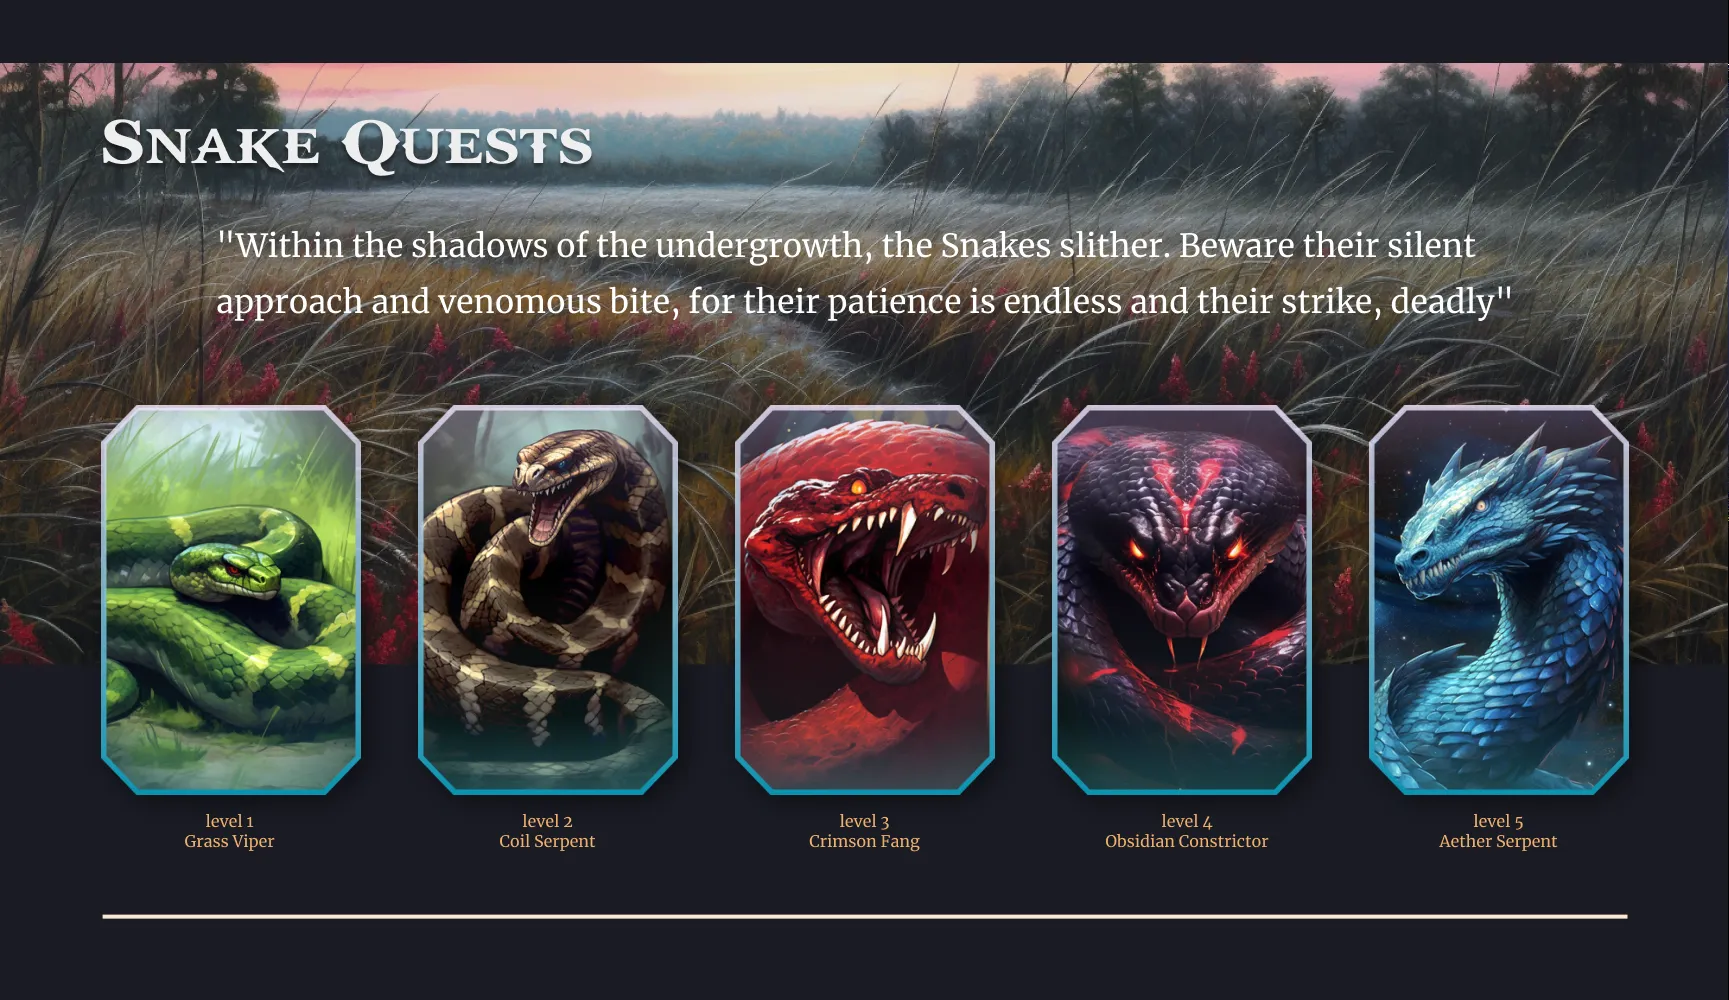 Snake Quests
"Within the shadows of the undergrowth, the Snakes slither. Beware their silent
approach and venomous bite, for their patience is endless and their strike, deadly"
level 1
Grass Viper
level 2
Coil Serpent
level 3
Crimson Fang
level 4
Obsidian Constrictor
level 5
Aether Serpent